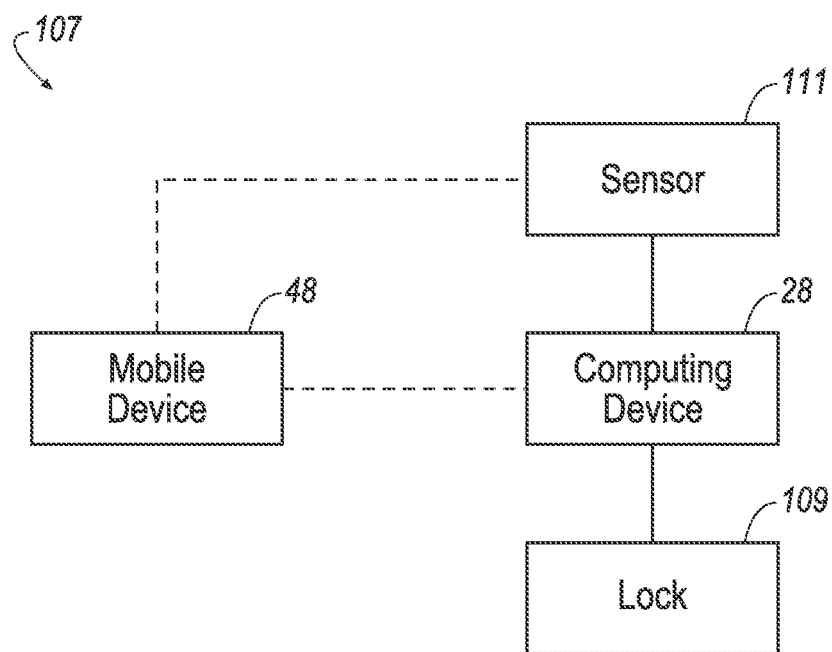 107
111
Sensor
48
Mobile
Device
28
Computing
Device
109
Lock